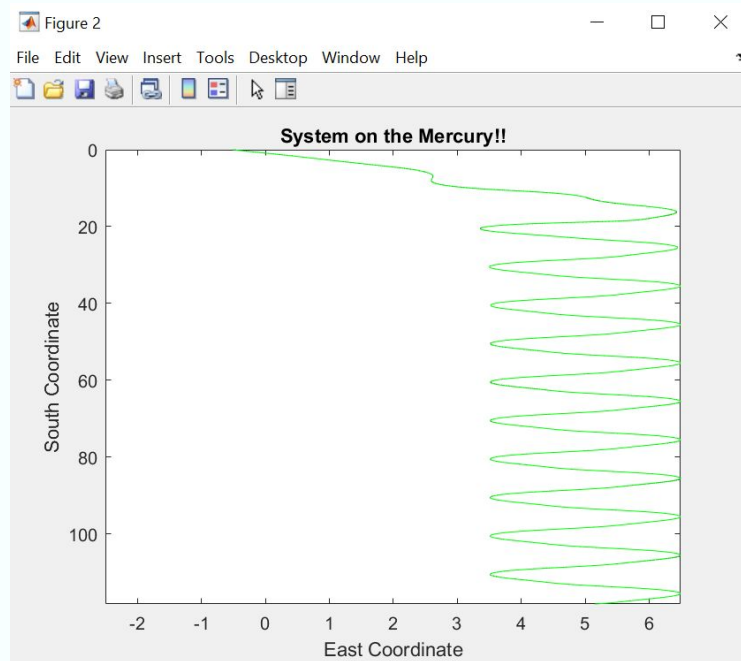 Figure 2
File Edit View Insert Tools Desktop Window Help
System on the Mercury!!
0
20
40
60
80
100
South Coordinate
-2 -1 0 1 2 3 4 5 6
East Coordinate